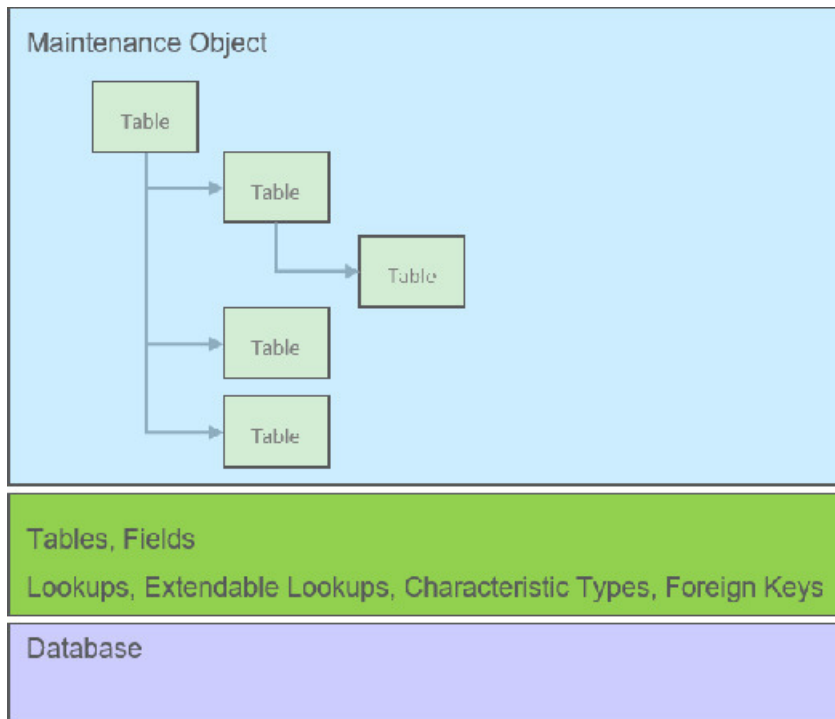 Maintenance Object
Table
Table
Table
Table
Table
Tables, Fields
Lookups, Extendable Lookups, Characteristic Types, Foreign Keys
Database